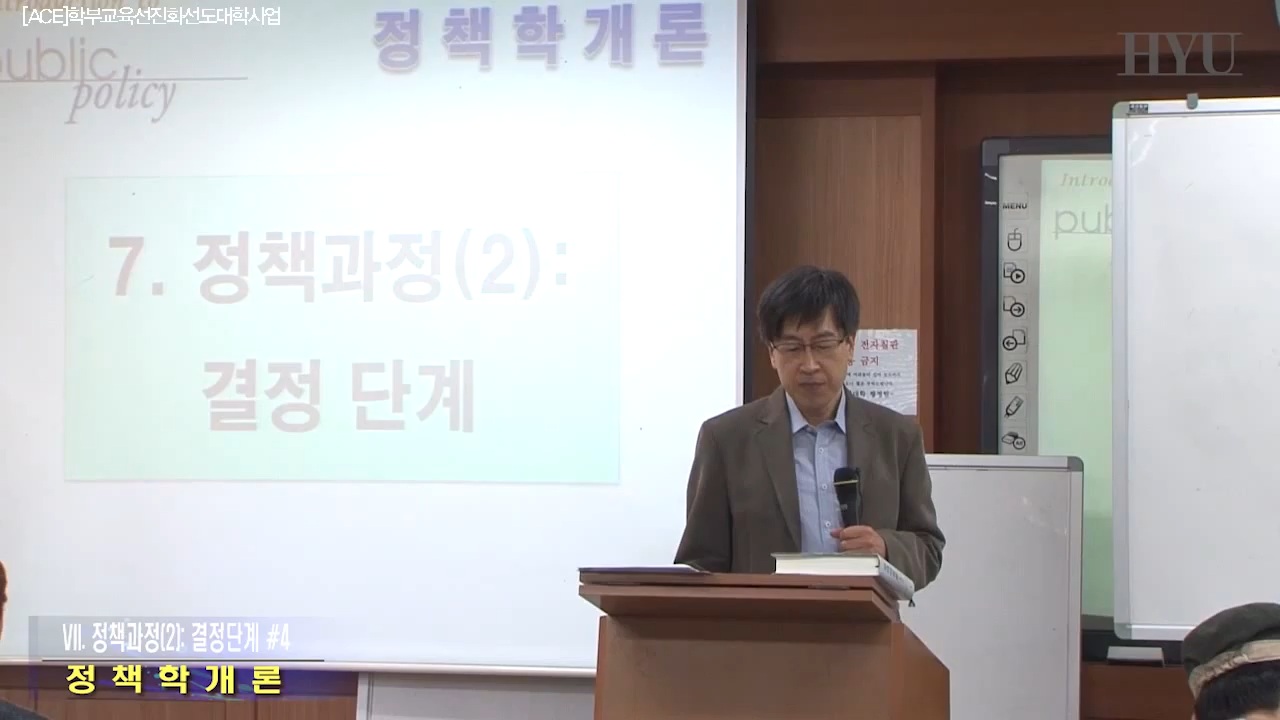 [ACE]학부교육선진화선도대학사업
public
policy
정책학개론
HYU
7. 정책과정(2):
결정 단계
MENU
Introd
pub
전자칠판
금지
VII. 정책과정(2): 결정단계 #4
정책학개론